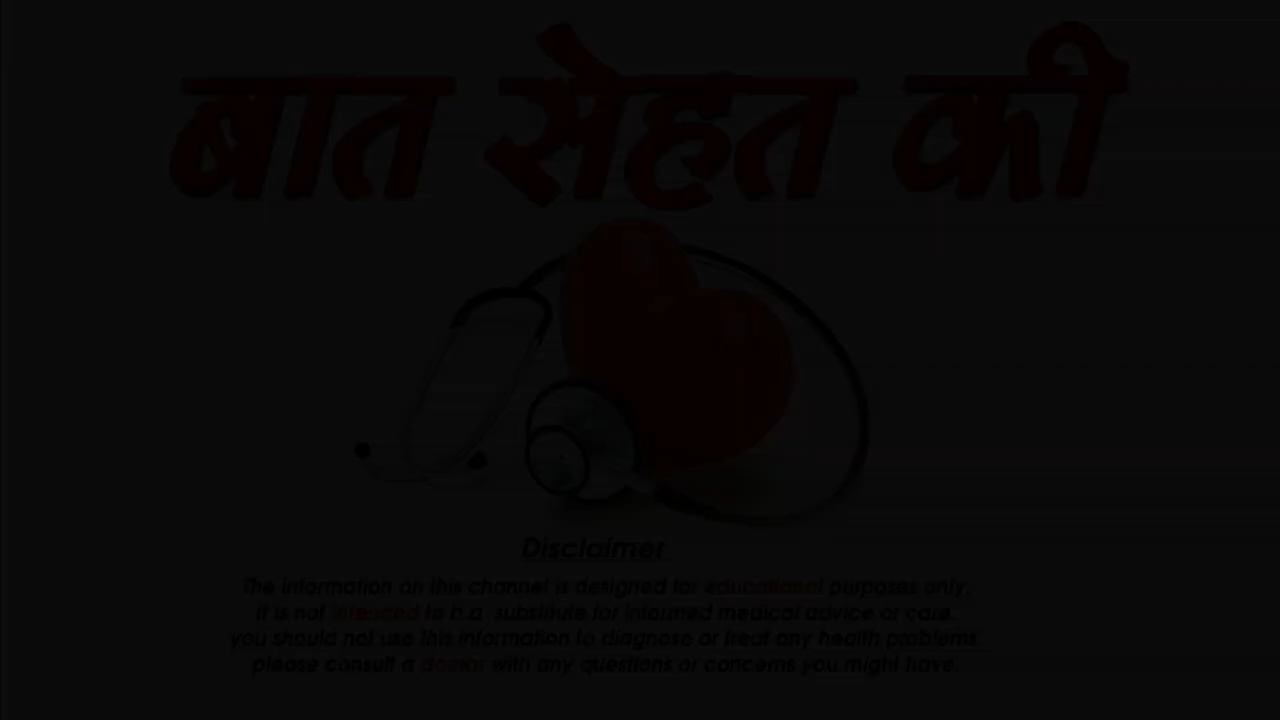 बात सेहत की
Disclaimer
The information on this channel is designed for educational purposes only.
it is not intended to b a substitute for informed medical advice or care.
you should not use this information to diagnose or treat any health problems.
please consult a doctor with any questions or concerns you might have.